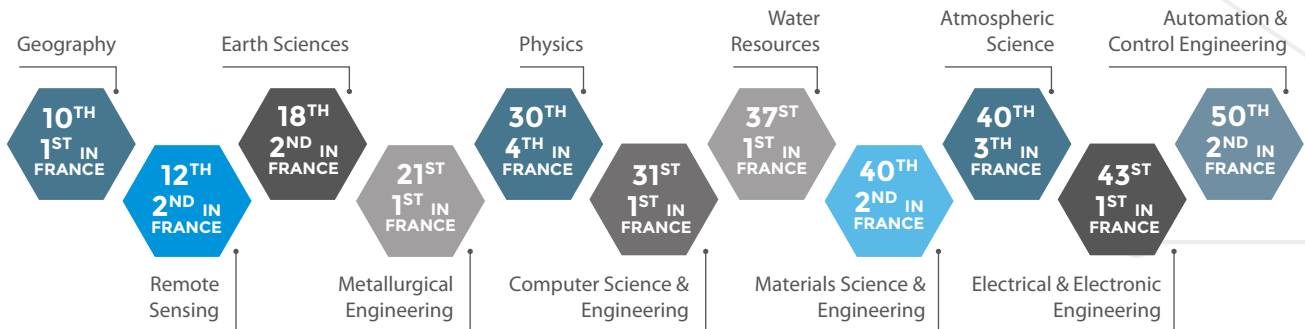 Geography
10TH
1ST IN
FRANCE
12TH
2ND IN
FRANCE
Remote
Sensing
Earth Sciences
18TH
2ND IN
FRANCE
21ST
1ST IN
FRANCE
Metallurgical
Engineering
Physics
30TH
4TH IN
FRANCE
31ST
1ST IN
FRANCE
Computer Science &
Engineering
Water
Resources
37ST
1ST IN
FRANCE
40TH
2ND IN
FRANCE
Materials Science &
Engineering
Atmospheric
Science
40TH
3TH IN
FRANCE
43ST
1ST IN
FRANCE
Electrical & Electronic
Engineering
Automation &
Control Engineering
50TH
2ND IN
FRANCE